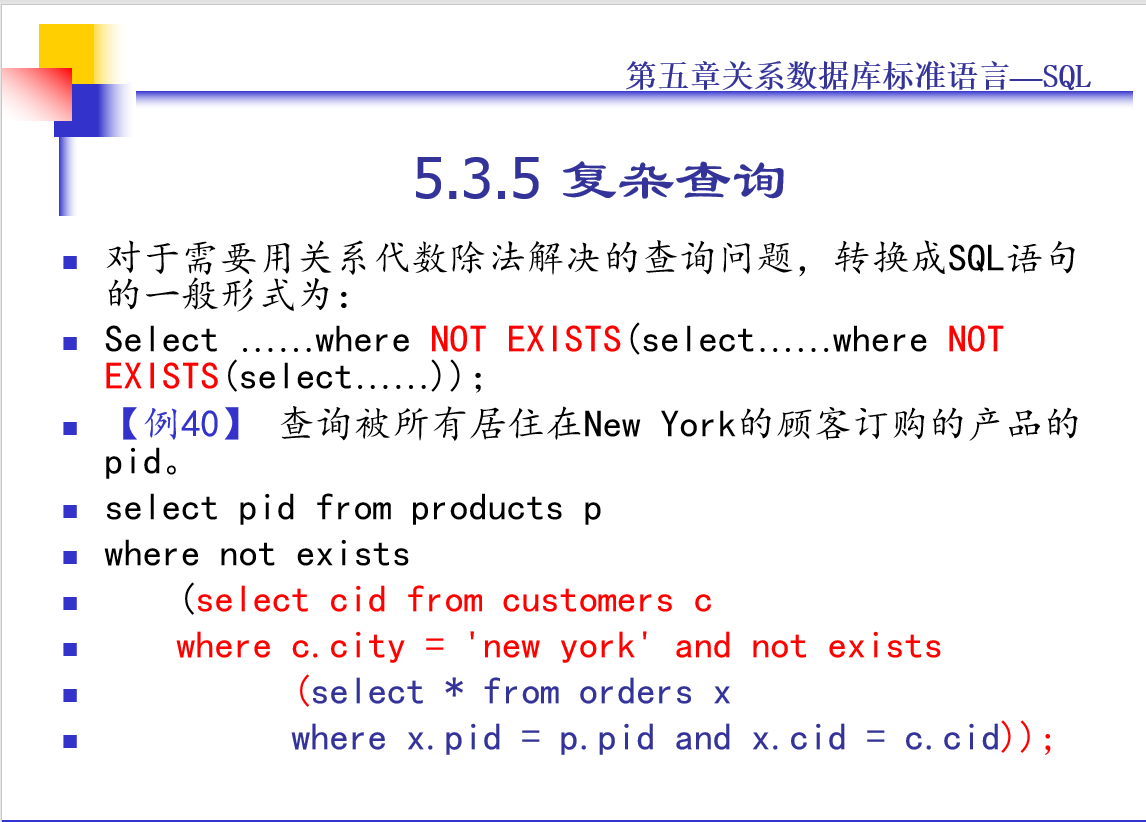 第五章关系数据库标准语言—SQL
5.3.5 复杂查询
对于需要用关系代数除法解决的查询问题，转换成SQL语句
的一般形式为：
Select ……where NOT EXISTS(select……where NOT
EXISTS(select……));
【例40】 查询被所有居住在New York的顾客订购的产品的
pid。
select pid from products p
where not exists
(select cid from customers c
where c.city = 'new york' and not exists
(select * from orders x
where x.pid = p.pid and x.cid = c.cid));